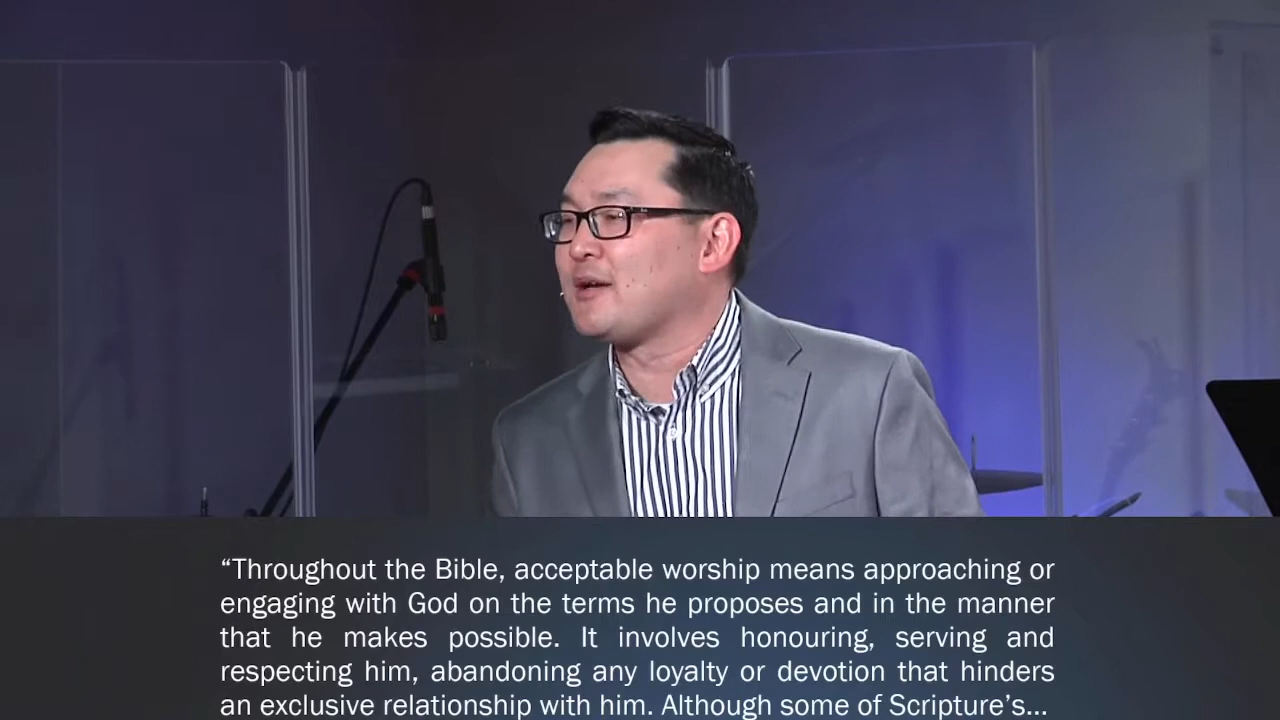 “Throughout the Bible, acceptable worship means approaching or
engaging with God on the terms he proposes and in the manner
that he makes possible. It involves honouring, serving and
respecting him, abandoning any loyalty or devotion that hinders
an exclusive relationship with him. Although some of Scripture’s...